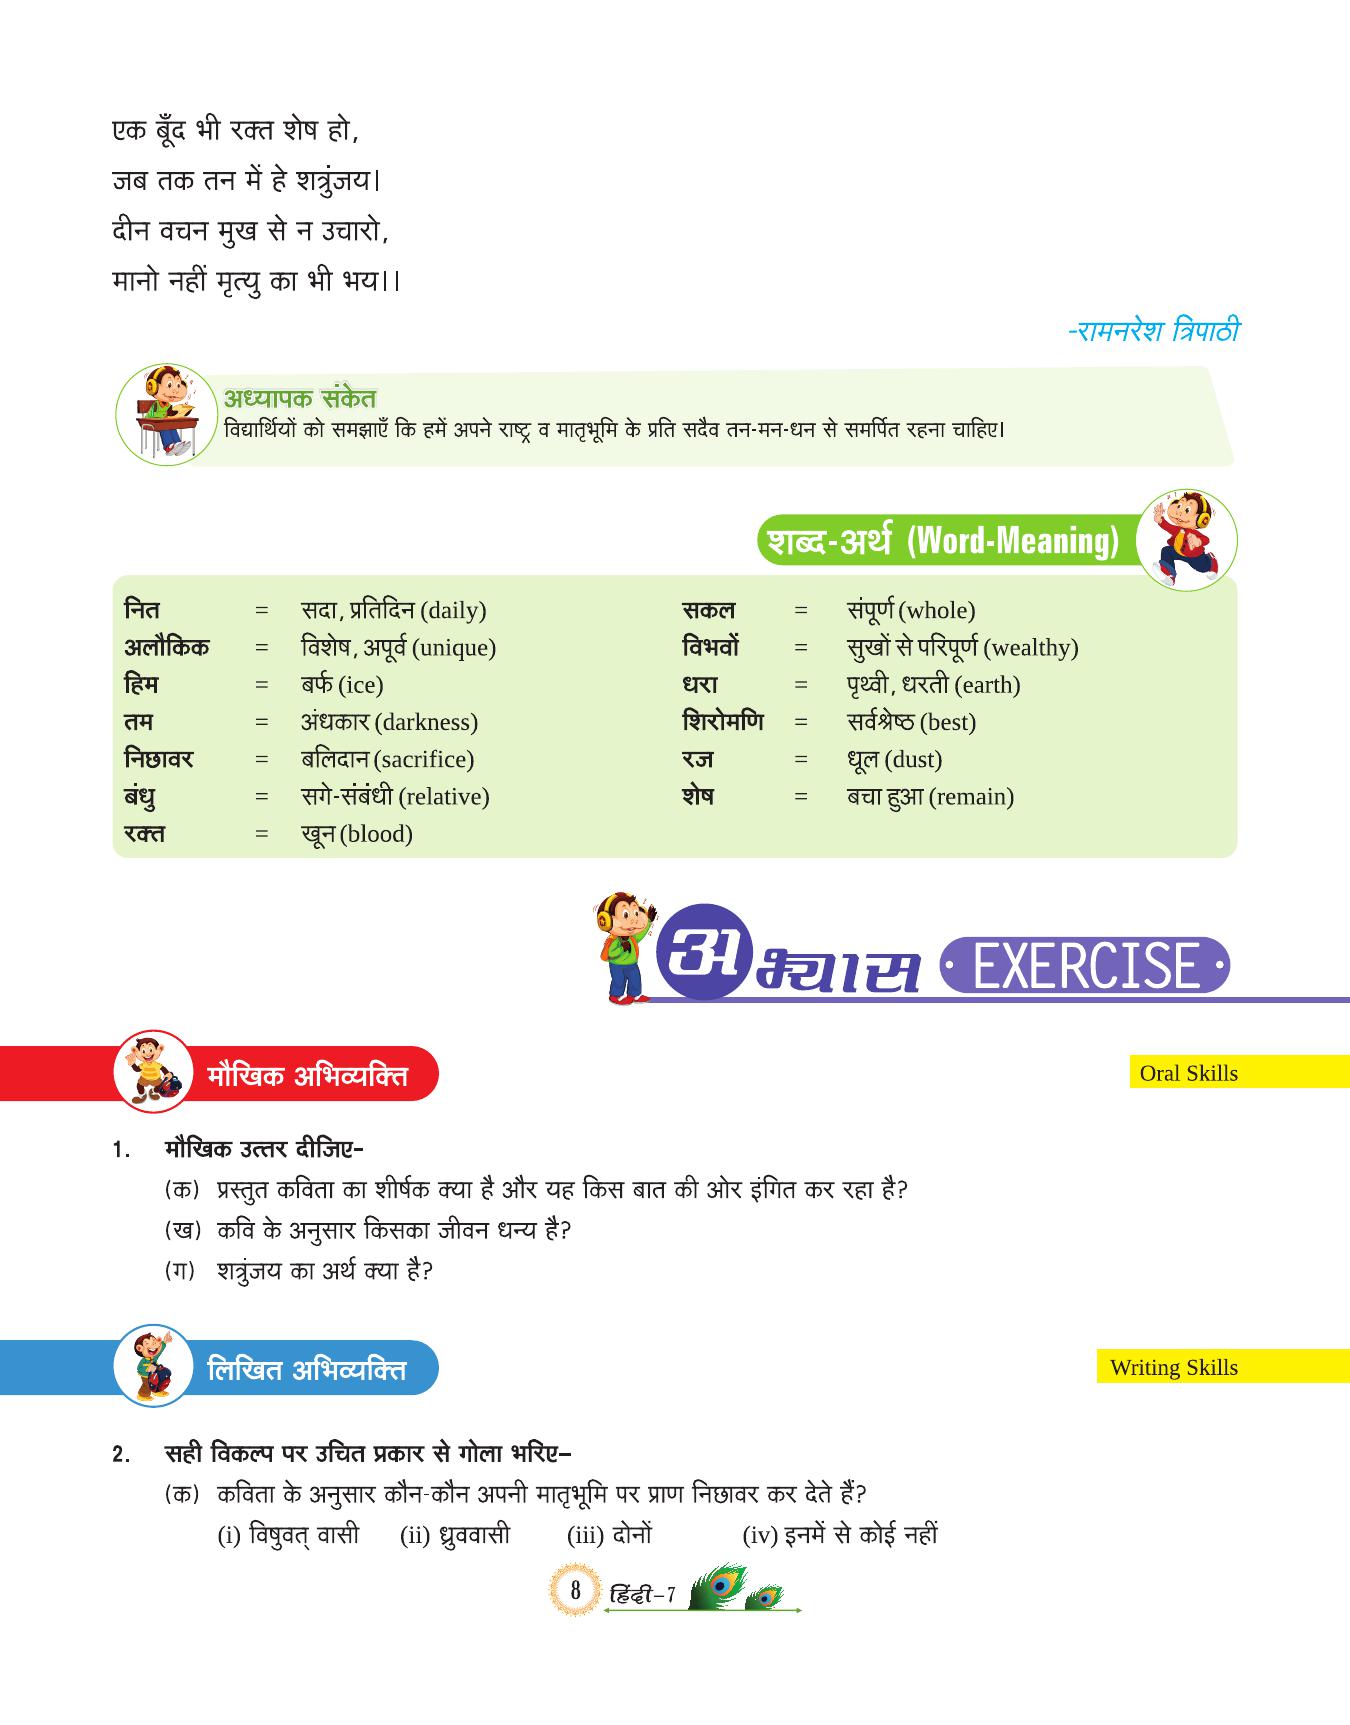 एक बूँद भी रक्त शेष हो,
जब तक तन में हे शत्रुंजय।
दीन वचन मुख से न उचारो,
मानो नहीं मृत्यु का भी भय।।
-रामनरेश त्रिपाठी
अध्यापक संकेत
विद्यार्थियों को समझाएँ कि हमें अपने राष्ट्र व मातृभूमि के प्रति सदैव तन-मन-धन से समर्पित रहना चाहिए।
शब्द-अर्थ (Word-Meaning)
नित = सदा, प्रतिदिन (daily) सकल = संपूर्ण (whole)
अलौकिक = विशेष, अपूर्व (unique) विभवों = सुखों से परिपूर्ण (wealthy)
हिम = बर्फ (ice) धरा = पृथ्वी, धरती (earth)
तम = अंधकार (darkness) शिरोमणि = सर्वश्रेष्ठ (best)
निछावर = बलिदान (sacrifice) रज = धूल (dust)
बंधु = सगे-संबंधी (relative) शेष = बचा हुआ (remain)
रक्त = खून (blood)
अभ्यास EXERCISE
मौखिक अभिव्यक्ति Oral Skills
1. मौखिक उत्तर दीजिए-
(क) प्रस्तुत कविता का शीर्षक क्या है और यह किस बात की ओर इंगित कर रहा है?
(ख) कवि के अनुसार किसका जीवन धन्य है?
(ग) शत्रुंजय का अर्थ क्या है?
लिखित अभिव्यक्ति Writing Skills
2. सही विकल्प पर उचित प्रकार से गोला भरिए–
(क) कविता के अनुसार कौन-कौन अपनी मातृभूमि पर प्राण निछावर कर देते हैं?
(i) विषुवत् वासी (ii) ध्रुववासी (iii) दोनों (iv) इनमें से कोई नहीं
8 हिंदी–7